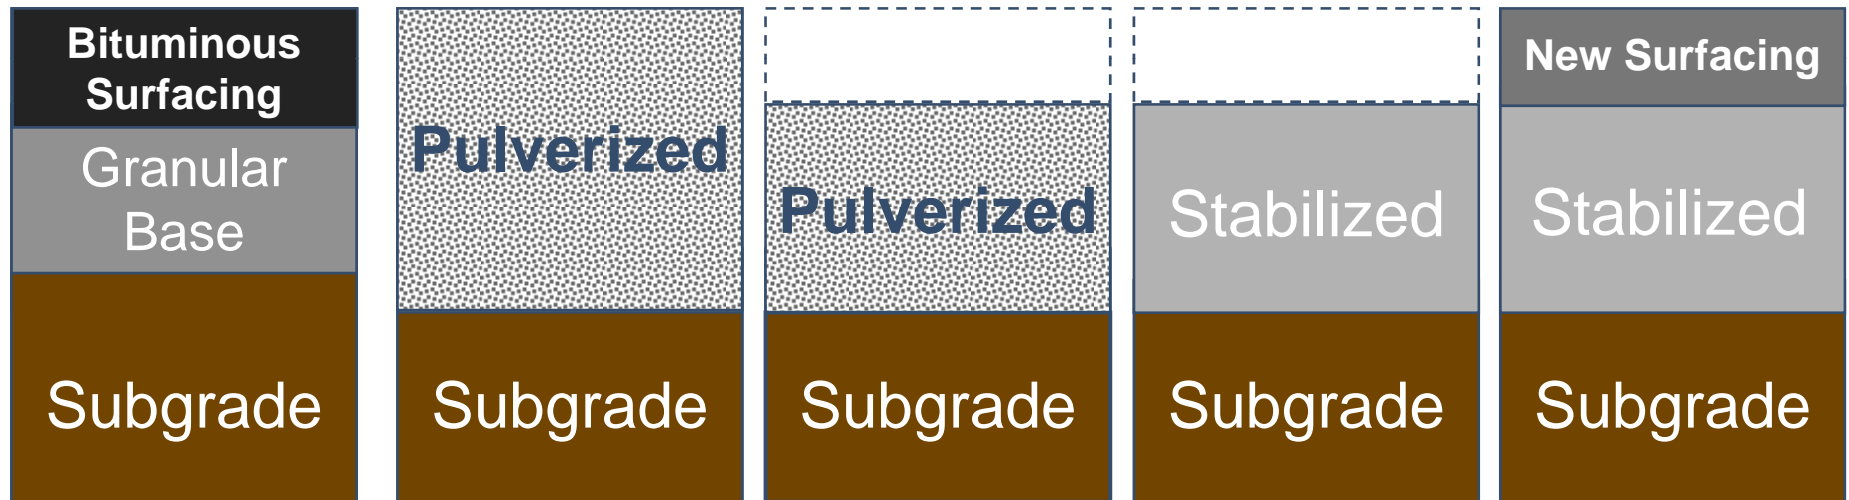 Bituminous
Surfacing
Granular
Base
Subgrade
Pulverized
Subgrade
Pulverized
Subgrade
Stabilized
Subgrade
New Surfacing
Stabilized
Subgrade